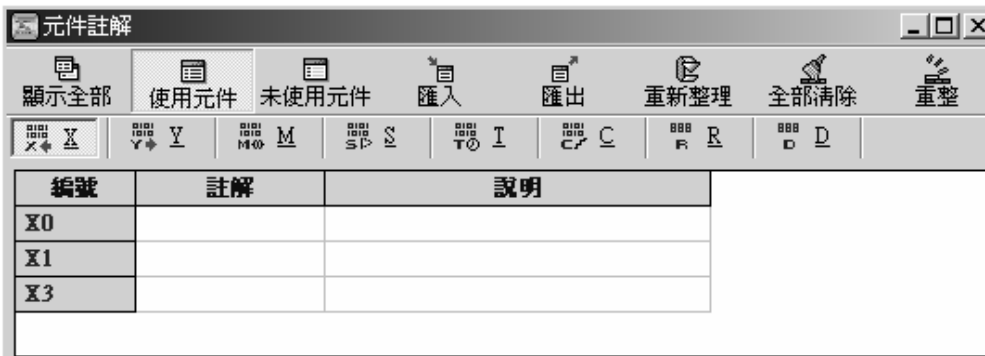 元件註解
顯示全部 使用元件 未使用元件 匯入 匯出 重新整理 全部清除 重整
X Y M S T C R D
編號 註解 說明
X0
X1
X3